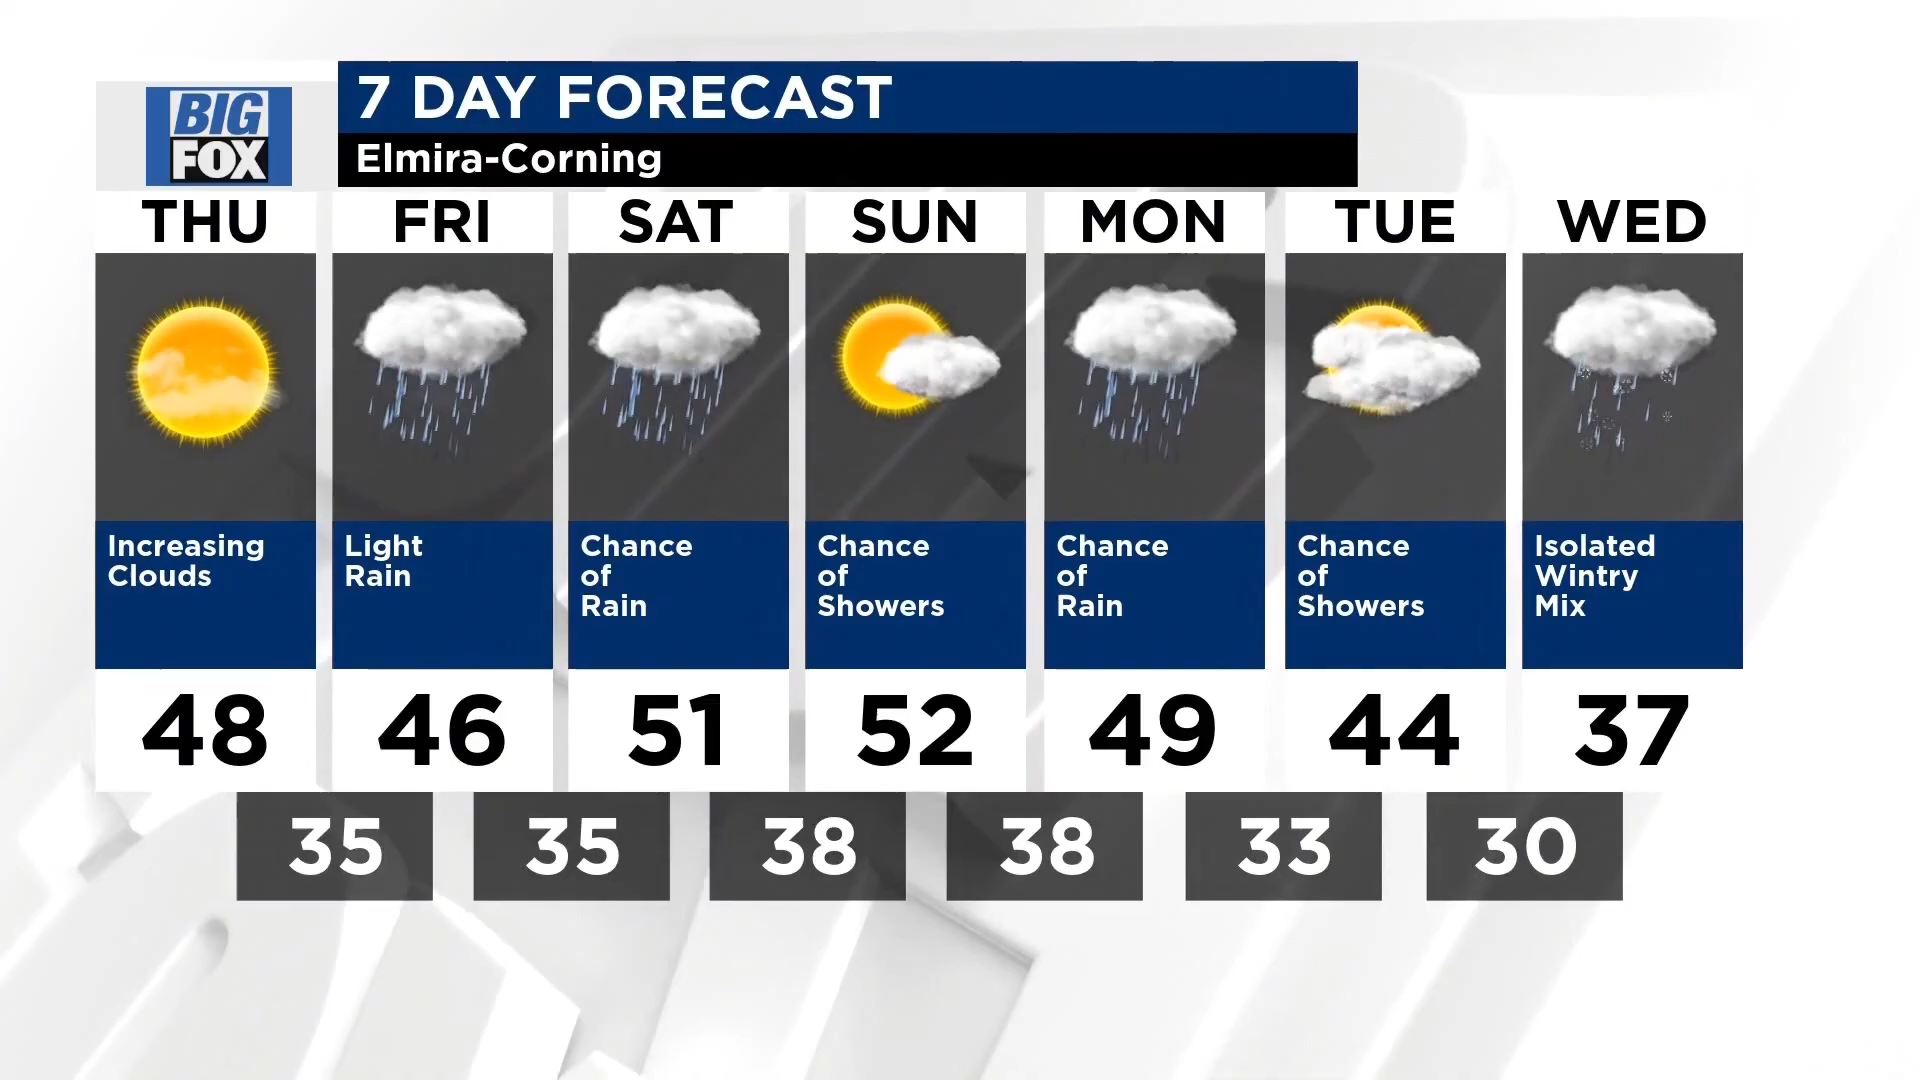 BIG
FOX
7 DAY FORECAST
Elmira-Corning
THU
FRI
SAT
SUN
MON
TUE
WED
Increasing
Clouds
Light
Rain
Chance
of
Rain
Chance
of
Showers
Chance
of
Rain
Chance
of
Showers
Isolated
Wintry
Mix
48
46
51
52
49
44
37
35
35
38
38
33
30